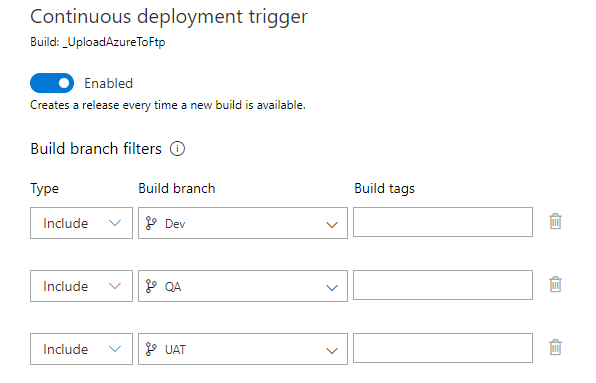 Continuous deployment trigger
Build: _UploadAzureToFtp
Enabled
Creates a release every time a new build is available.
Build branch filters
Type Build branch Build tags
Include Dev
Include QA
Include UAT